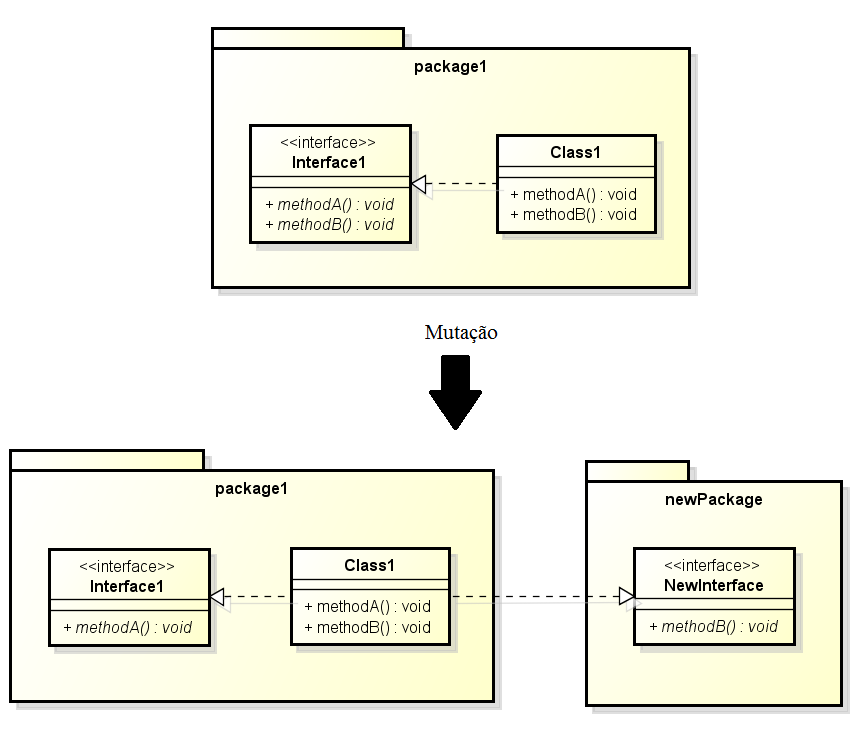 package1
<<interface>>
Interface1
+ methodA() : void
+ methodB() : void
Class1
+ methodA() : void
+ methodB() : void
Mutação
package1
<<interface>>
Interface1
+ methodA() : void
Class1
+ methodA() : void
+ methodB() : void
newPackage
<<interface>>
NewInterface
+ methodB() : void